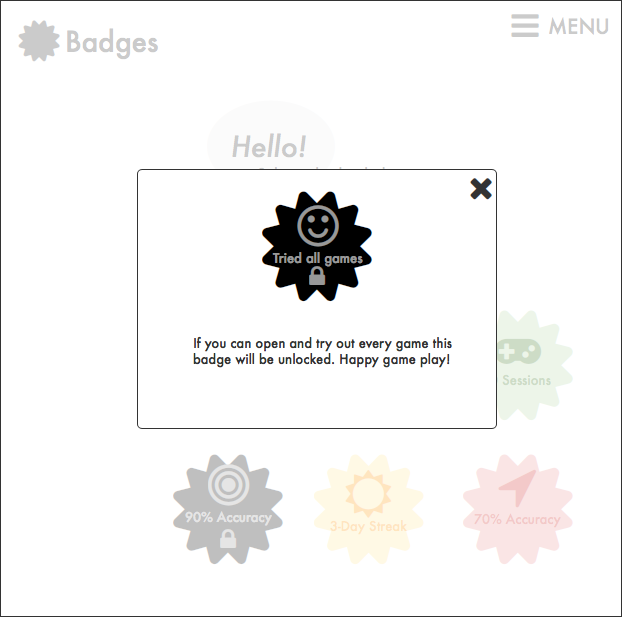 Badges
MENU
Hello!
Tried all games
If you can open and try out every game this
badge will be unlocked. Happy game play!
Sessions
90% Accuracy
3-Day Streak
70% Accuracy